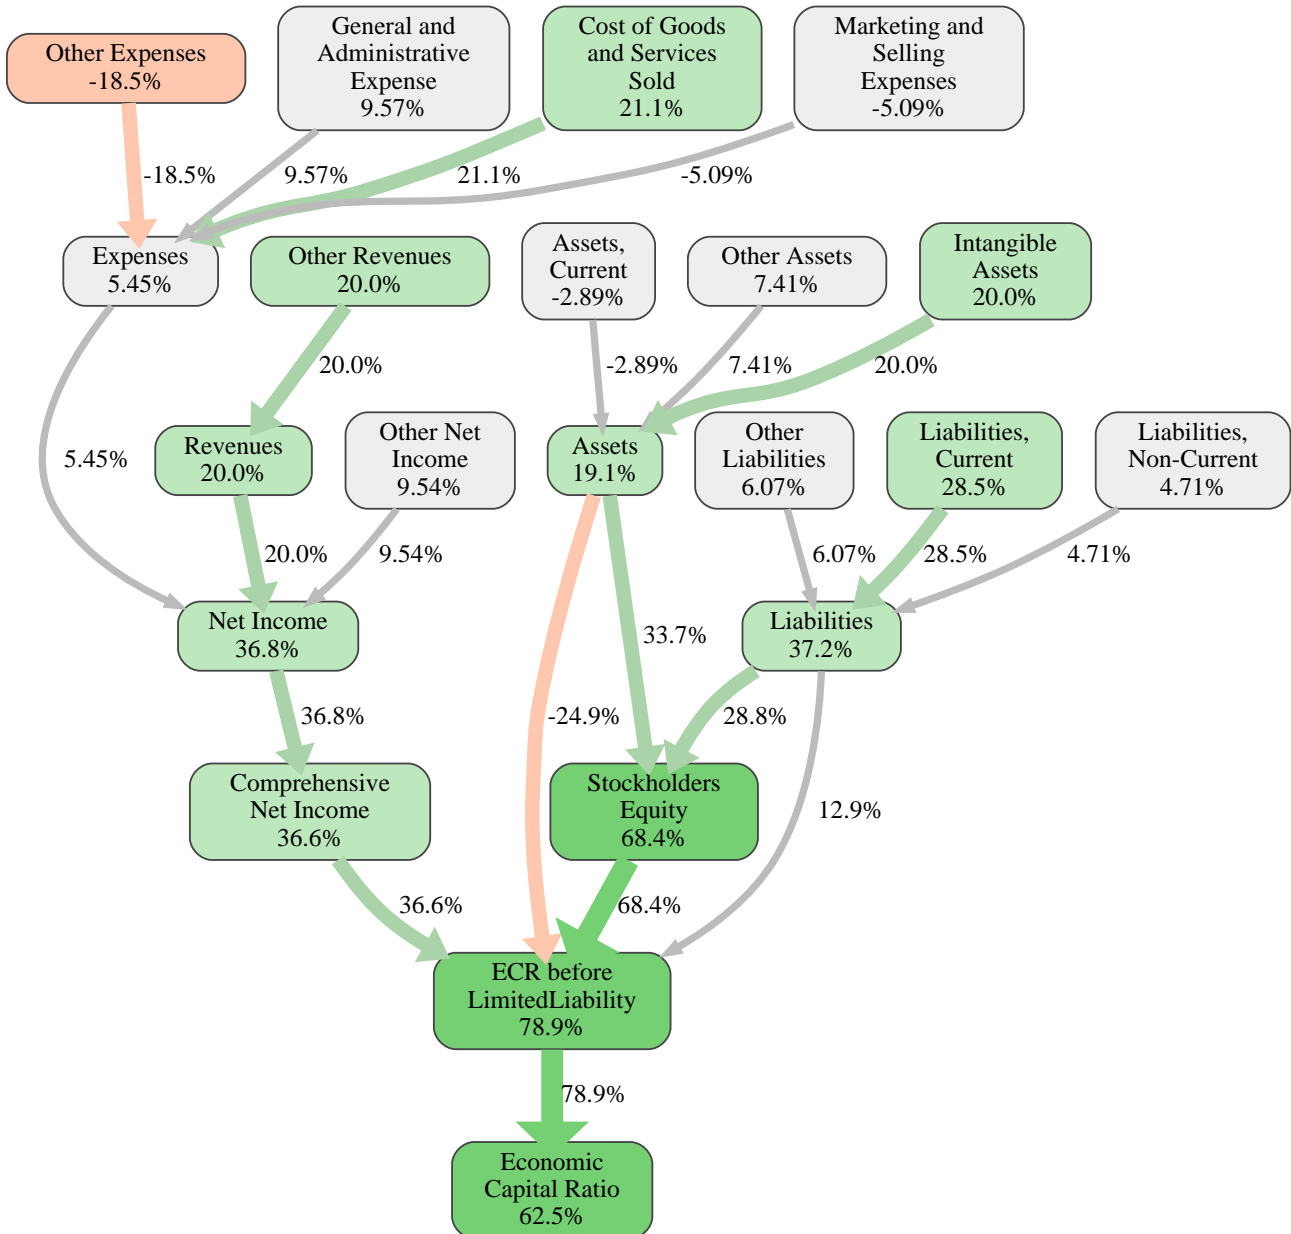 Other Expenses
-18.5%
General and
Administrative
Expense
9.57%
Cost of Goods
and Services
Sold
21.1%
Marketing and
Selling
Expenses
-5.09%
-18.5%
9.57%
21.1%
-5.09%
Expenses
5.45%
Other Revenues
20.0%
Assets,
Current
-2.89%
Other Assets
7.41%
Intangible
Assets
20.0%
20.0%
-2.89%
7.41%
20.0%
5.45%
Revenues
20.0%
Other Net
Income
9.54%
Assets
19.1%
Other
Liabilities
6.07%
Liabilities,
Current
28.5%
Liabilities,
Non-Current
4.71%
20.0%
9.54%
6.07%
28.5%
4.71%
Net Income
36.8%
33.7%
Liabilities
37.2%
36.8%
-24.9%
28.8%
Comprehensive
Net Income
36.6%
Stockholders
Equity
68.4%
12.9%
36.6%
68.4%
ECR before
LimitedLiability
78.9%
78.9%
Economic
Capital Ratio
62.5%